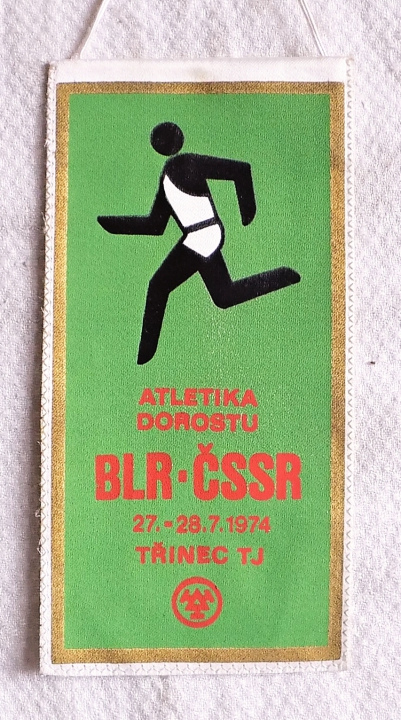 ATLETIKA
DOROSTU
BLR·ČSSR
27.-28.7.1974
TŘINEC TJ